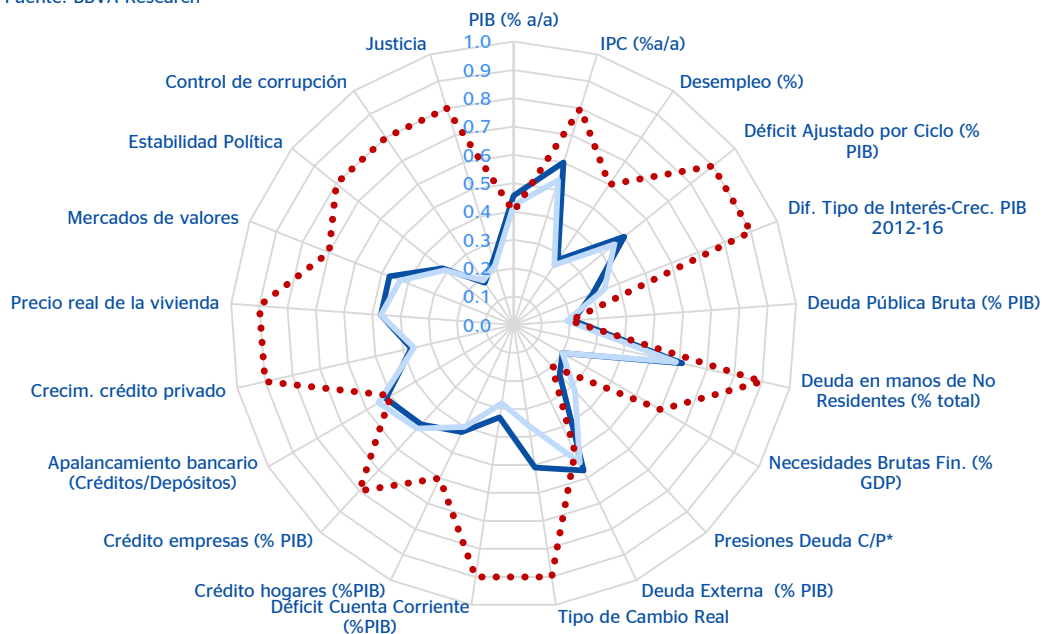 Fuente: BBVA Research
PIB (% a/a)
IPC (%a/a)
Desempleo (%)
Déficit Ajustado por Ciclo (%
PIB)
Dif. Tipo de Interés-Crec. PIB
2012-16
Deuda Pública Bruta (% PIB)
Deuda en manos de No
Residentes (% total)
Necesidades Brutas Fin. (%
GDP)
Presiones Deuda C/P*
Deuda Externa (% PIB)
Tipo de Cambio Real
Déficit Cuenta Corriente
(%PIB)
Crédito hogares (%PIB)
Crédito empresas (% PIB)
Apalancamiento bancario
(Créditos/Depósitos)
Crecim. crédito privado
Precio real de la vivienda
Mercados de valores
Estabilidad Política
Control de corrupción
Justicia
1.0
0.9
0.8
0.7
0.6
0.5
0.4
0.3
0.2
0.1
0.0